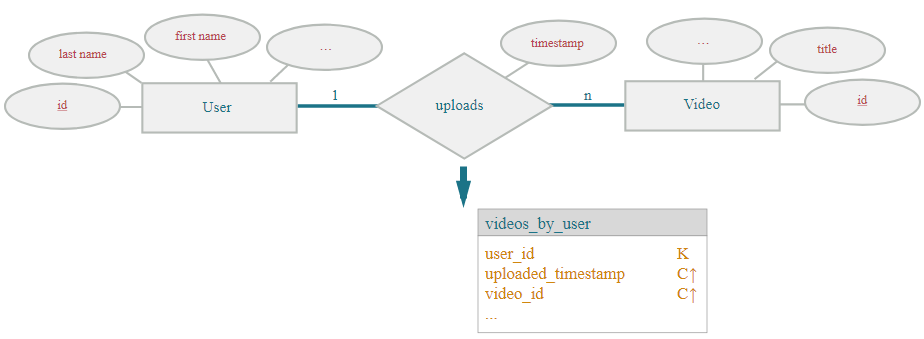 first name
...
timestamp
...
title
last name
id
User
1
uploads
n
Video
id
videos_by_user
user_id K
uploaded_timestamp C↑
video_id C↑
...